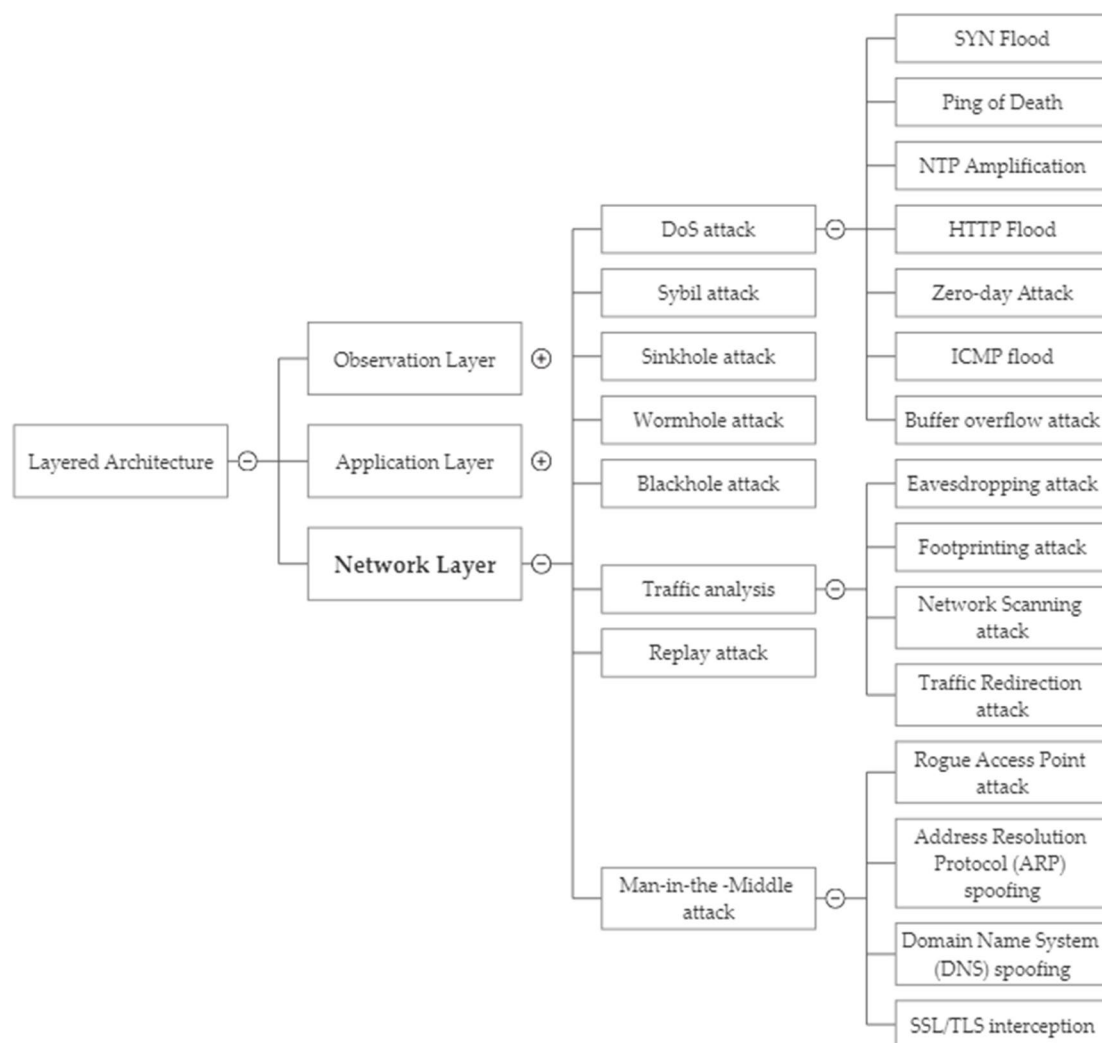 Layered Architecture
Observation Layer
Application Layer
Network Layer
DoS attack
Sybil attack
Sinkhole attack
Wormhole attack
Blackhole attack
Traffic analysis
Replay attack
Man-in-the -Middle
attack
SYN Flood
Ping of Death
NTP Amplification
HTTP Flood
Zero-day Attack
ICMP flood
Buffer overflow attack
Eavesdropping attack
Footprinting attack
Network Scanning
attack
Traffic Redirection
attack
Rogue Access Point
attack
Address Resolution
Protocol (ARP)
spoofing
Domain Name System
(DNS) spoofing
SSL/TLS interception